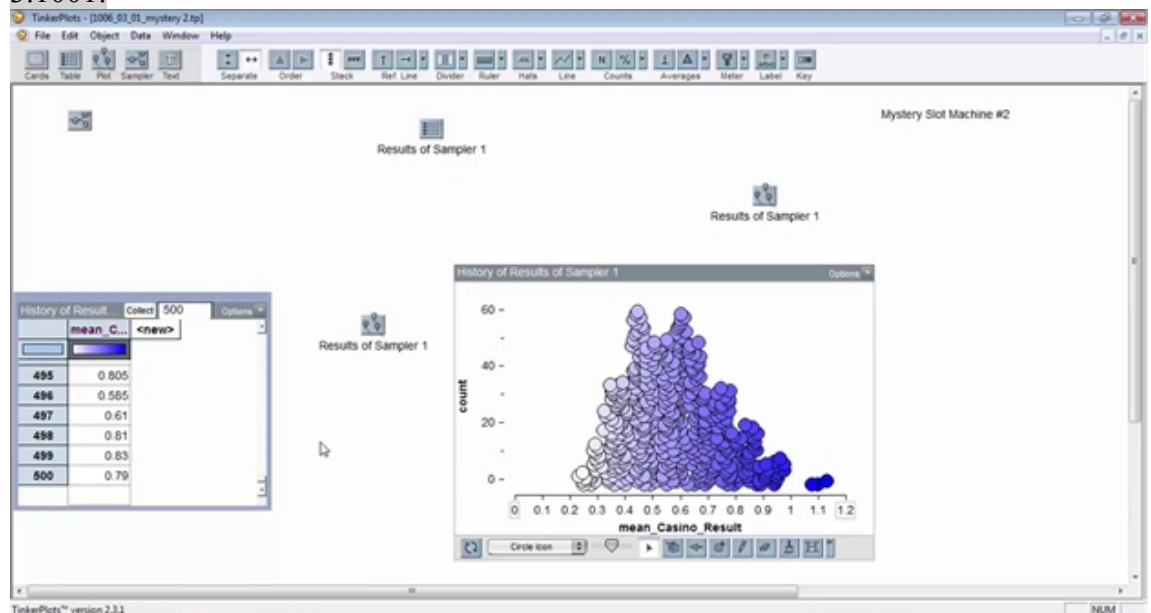 3.1001.
TinkerPlots - [1006_03_01_mystery 2.tp]
File Edit Object Data Window Help
Cards Table Plot Sampler Text Separate Order Stack Ref. Line Divider Ruler Hats Line Counts Averages Meter Label Key
Mystery Slot Machine #2
Results of Sampler 1
Results of Sampler 1
History of Results of Sampler 1 Options
History of Result... Collect 500 Options
mean_C... <new>
495 0.805
496 0.585
497 0.61
498 0.81
499 0.83
500 0.79
Results of Sampler 1
60
40
20
0
count
0 0.1 0.2 0.3 0.4 0.5 0.6 0.7 0.8 0.9 1 1.1 1.2
mean_Casino_Result
Circle icon
TinkerPlots™ version 2.3.1 NUM